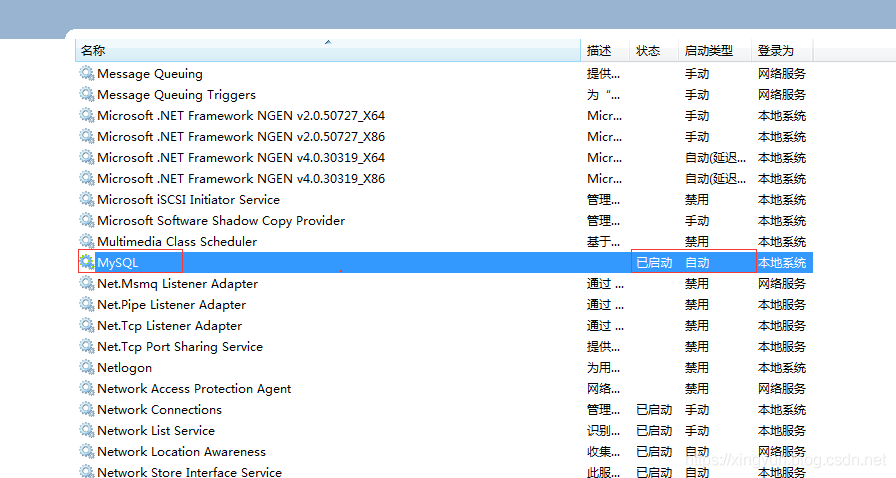 名称 描述 状态 启动类型 登录为
Message Queuing 提供... 手动 网络服务
Message Queuing Triggers 为“... 手动 网络服务
Microsoft .NET Framework NGEN v2.0.50727_X64 Micr... 手动 本地系统
Microsoft .NET Framework NGEN v2.0.50727_X86 Micr... 手动 本地系统
Microsoft .NET Framework NGEN v4.0.30319_X64 Micr... 自动(延迟... 本地系统
Microsoft .NET Framework NGEN v4.0.30319_X86 Micr... 自动(延迟... 本地系统
Microsoft iSCSI Initiator Service 管理... 禁用 本地系统
Microsoft Software Shadow Copy Provider 管理... 手动 本地系统
Multimedia Class Scheduler 基于... 禁用 本地系统
MySQL 已启动 自动 本地系统
Net.Msmq Listener Adapter 通过 ... 禁用 网络服务
Net.Pipe Listener Adapter 通过 ... 禁用 本地服务
Net.Tcp Listener Adapter 通过 ... 禁用 本地服务
Net.Tcp Port Sharing Service 提供... 禁用 本地服务
Netlogon 为用... 禁用 本地系统
Network Access Protection Agent 网络... 禁用 网络服务
Network Connections 管理... 已启动 手动 本地系统
Network List Service 识别... 已启动 手动 本地服务
Network Location Awareness 收集... 已启动 自动 网络服务
Network Store Interface Service 此服... 已启动 自动 本地服务